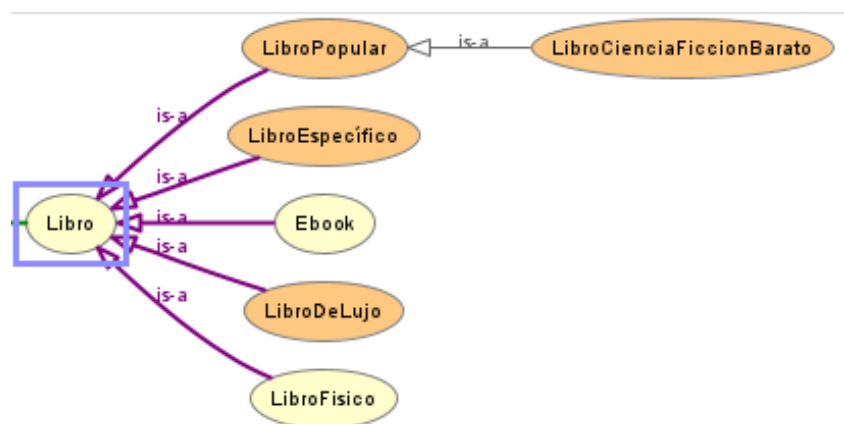 LibroPopular
is-a
LibroCienciaFiccionBarato
is-a
LibroEspecífico
is-a
Libro
is-a
Ebook
is-a
LibroDeLujo
is-a
LibroFisico